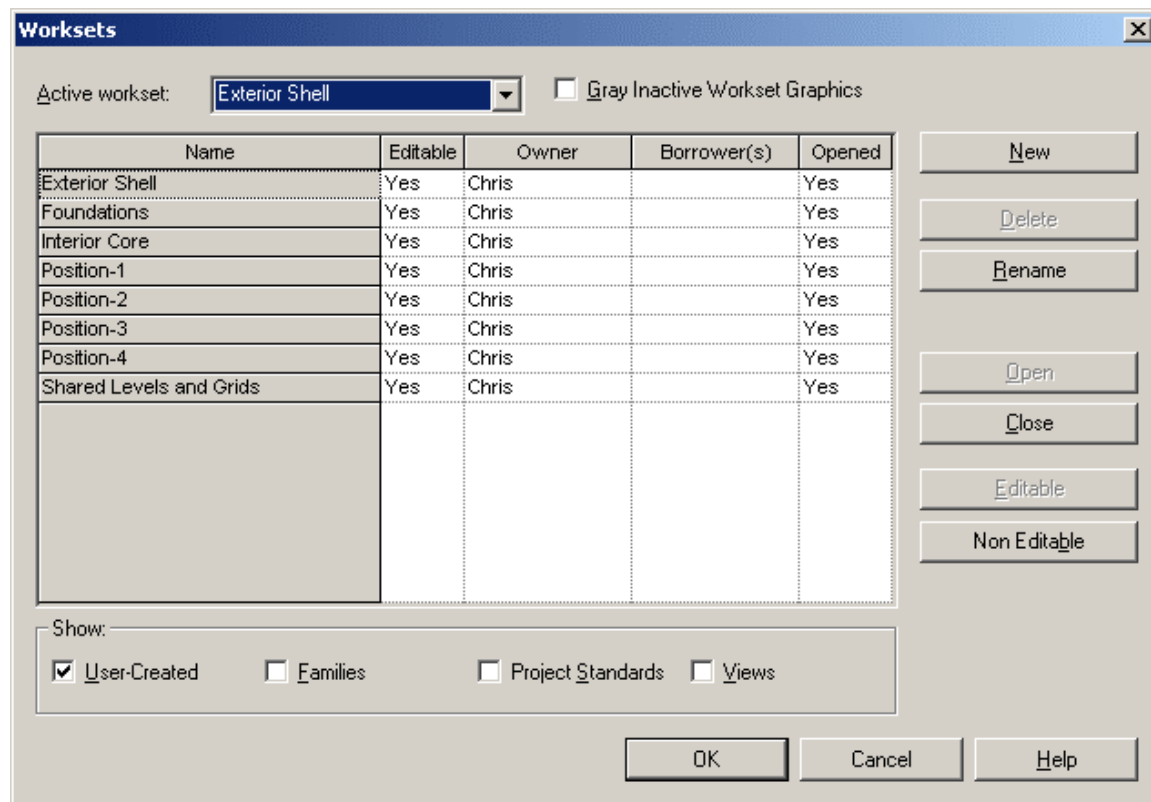 Worksets
Active workset: Exterior Shell Gray Inactive Workset Graphics
Name Editable Owner Borrower(s) Opened New
Exterior Shell Yes Chris Yes
Foundations Yes Chris Yes Delete
Interior Core Yes Chris Yes
Position-1 Yes Chris Yes Rename
Position-2 Yes Chris Yes
Position-3 Yes Chris Yes
Position-4 Yes Chris Yes Open
Shared Levels and Grids Yes Chris Yes
Close
Editable
Non Editable
Show:
User-Created Families Project Standards Views
OK Cancel Help